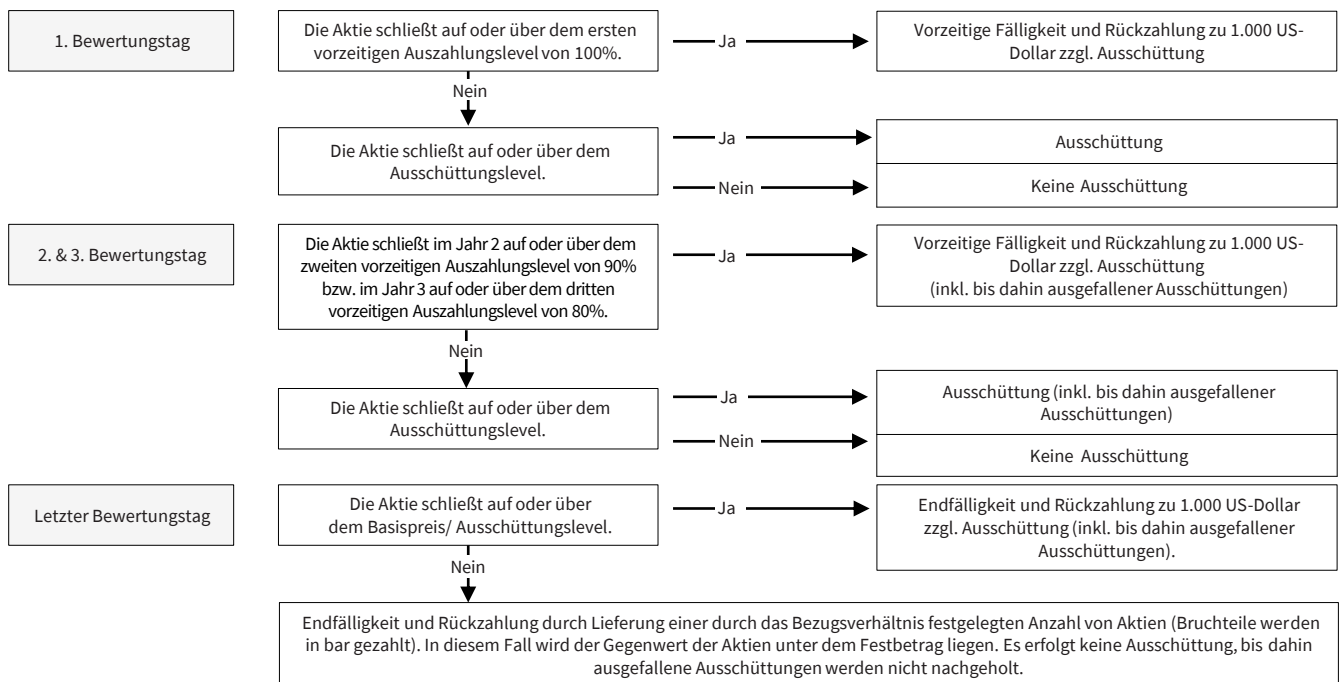 1. Bewertungstag
Die Aktie schließt auf oder über dem ersten
vorzeitigen Auszahlungslevel von 100%.
Ja
Vorzeitige Fälligkeit und Rückzahlung zu 1.000 US-
Dollar zzgl. Ausschüttung
Nein
Die Aktie schließt auf oder über dem
Ausschüttungslevel.
Ja
Ausschüttung
Nein
Keine Ausschüttung
2. & 3. Bewertungstag
Die Aktie schließt im Jahr 2 auf oder über dem
zweiten vorzeitigen Auszahlungslevel von 90%
bzw. im Jahr 3 auf oder über dem dritten
vorzeitigen Auszahlungslevel von 80%.
Ja
Vorzeitige Fälligkeit und Rückzahlung zu 1.000 US-
Dollar zzgl. Ausschüttung
(inkl. bis dahin ausgefallener Ausschüttungen)
Nein
Die Aktie schließt auf oder über dem
Ausschüttungslevel.
Ja
Ausschüttung (inkl. bis dahin ausgefallener
Ausschüttungen)
Nein
Keine Ausschüttung
Letzter Bewertungstag
Die Aktie schließt auf oder über
dem Basispreis/ Ausschüttungslevel.
Ja
Endfälligkeit und Rückzahlung zu 1.000 US-Dollar
zzgl. Ausschüttung (inkl. bis dahin ausgefallener
Ausschüttungen).
Nein
Endfälligkeit und Rückzahlung durch Lieferung einer durch das Bezugsverhältnis festgelegten Anzahl von Aktien (Bruchteile werden
in bar gezahlt). In diesem Fall wird der Gegenwert der Aktien unter dem Festbetrag liegen. Es erfolgt keine Ausschüttung, bis dahin
ausgefallene Ausschüttungen werden nicht nachgeholt.